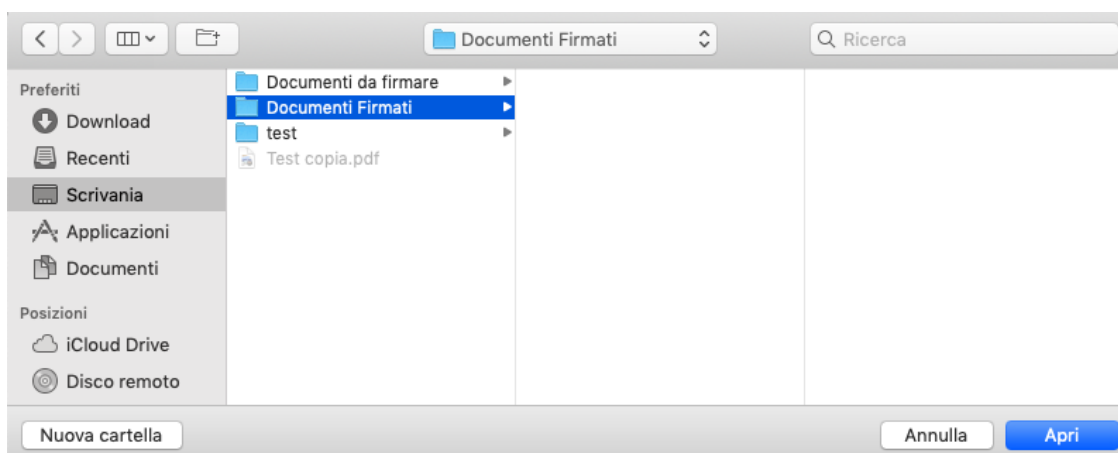 Documenti Firmati
Ricerca
Preferiti
Download
Recenti
Scrivania
Applicazioni
Documenti
Posizioni
iCloud Drive
Disco remoto
Documenti da firmare
Documenti Firmati
test
Test copia.pdf
Nuova cartella
Annulla
Apri